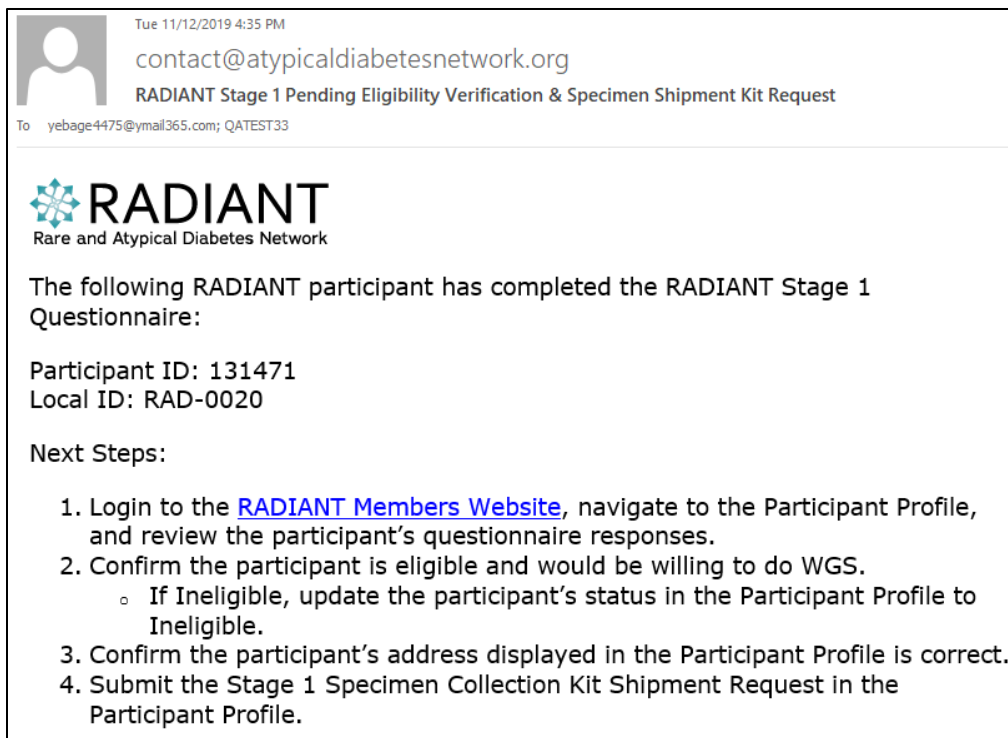 Tue 11/12/2019 4:35 PM
contact@atypicaldiabetesnetwork.org
RADIANT Stage 1 Pending Eligibility Verification & Specimen Shipment Kit Request
To yebage4475@ymail365.com; QATEST33
RADIANT
Rare and Atypical Diabetes Network
The following RADIANT participant has completed the RADIANT Stage 1
Questionnaire:
Participant ID: 131471
Local ID: RAD-0020
Next Steps:
1. Login to the RADIANT Members Website, navigate to the Participant Profile,
and review the participant's questionnaire responses.
2. Confirm the participant is eligible and would be willing to do WGS.
o If Ineligible, update the participant's status in the Participant Profile to
Ineligible.
3. Confirm the participant's address displayed in the Participant Profile is correct.
4. Submit the Stage 1 Specimen Collection Kit Shipment Request in the
Participant Profile.